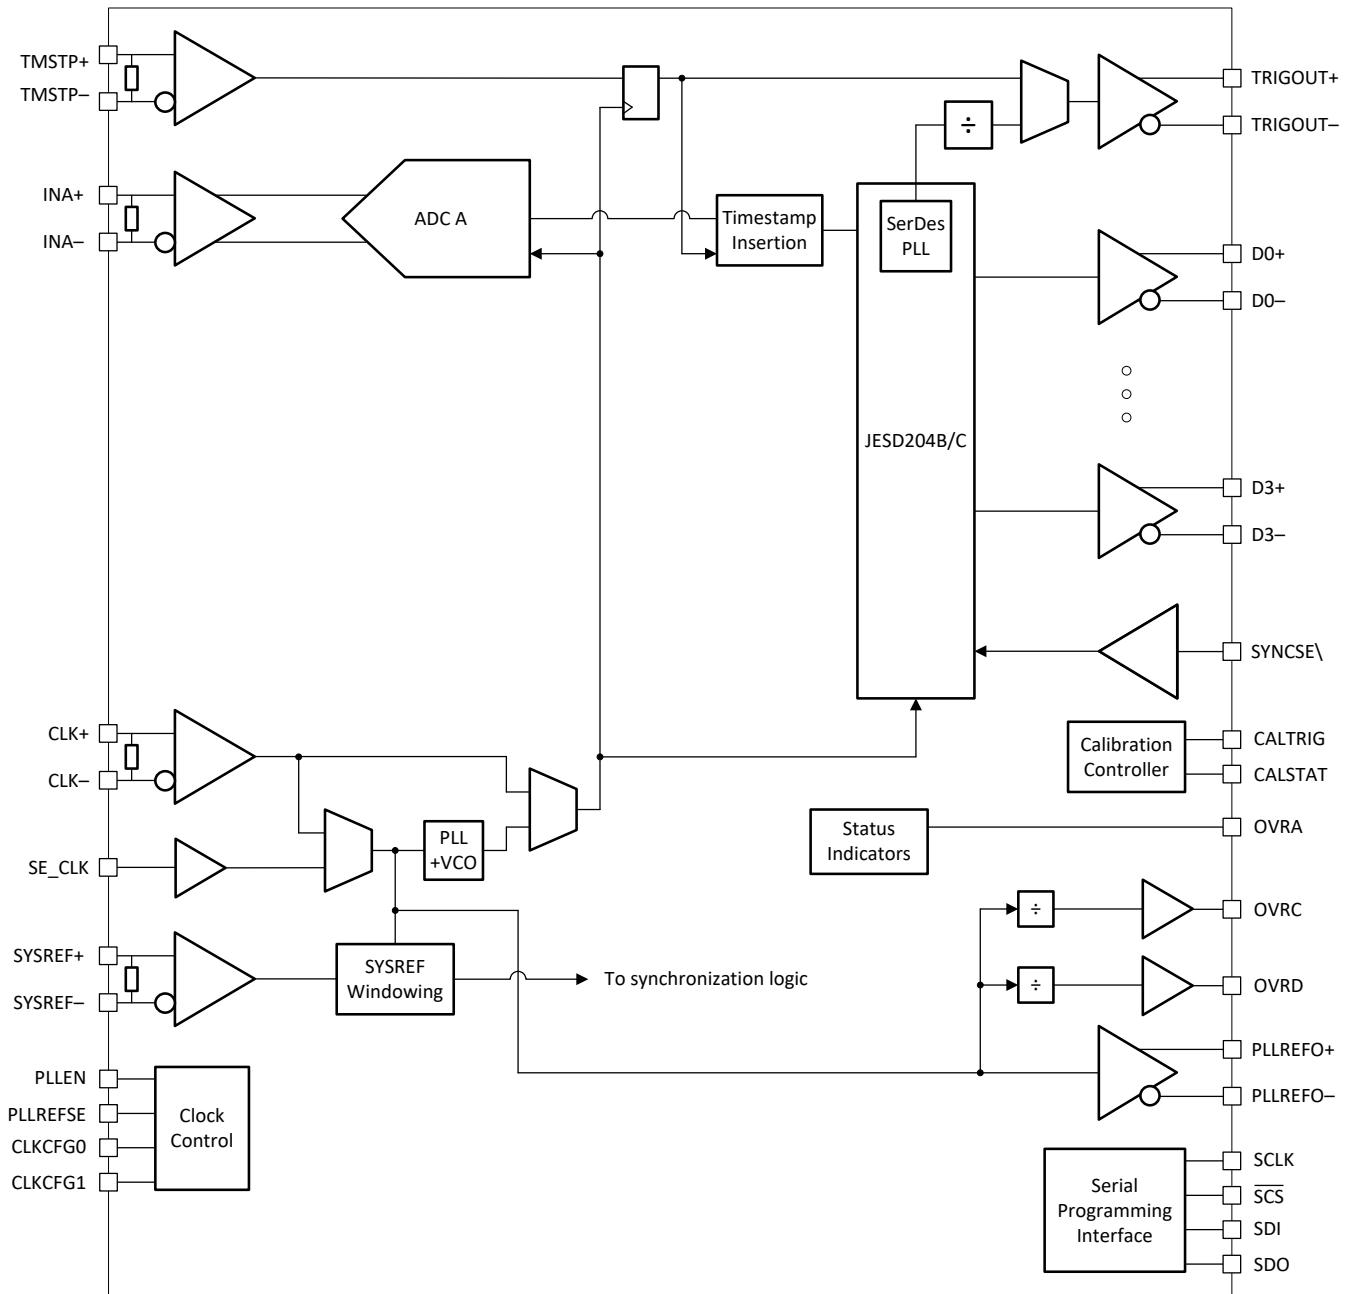 TMSTP+
TMSTP–
INA+
INA–
ADC A
Timestamp
Insertion
SerDes
PLL
÷
TRIGOUT+
TRIGOUT–
D0+
D0–
JESD204B/C
D3+
D3–
SYNCSE\
CLK+
CLK–
SE_CLK
PLL
+VCO
Calibration
Controller
CALTRIG
CALSTAT
Status
Indicators
OVRA
÷
OVRC
÷
OVRD
SYSREF+
SYSREF–
SYSREF
Windowing
To synchronization logic
PLLREFO+
PLLREFO–
PLLEN
PLLREFSE
CLKCFG0
CLKCFG1
Clock
Control
Serial
Programming
Interface
SCLK
SCS
SDI
SDO